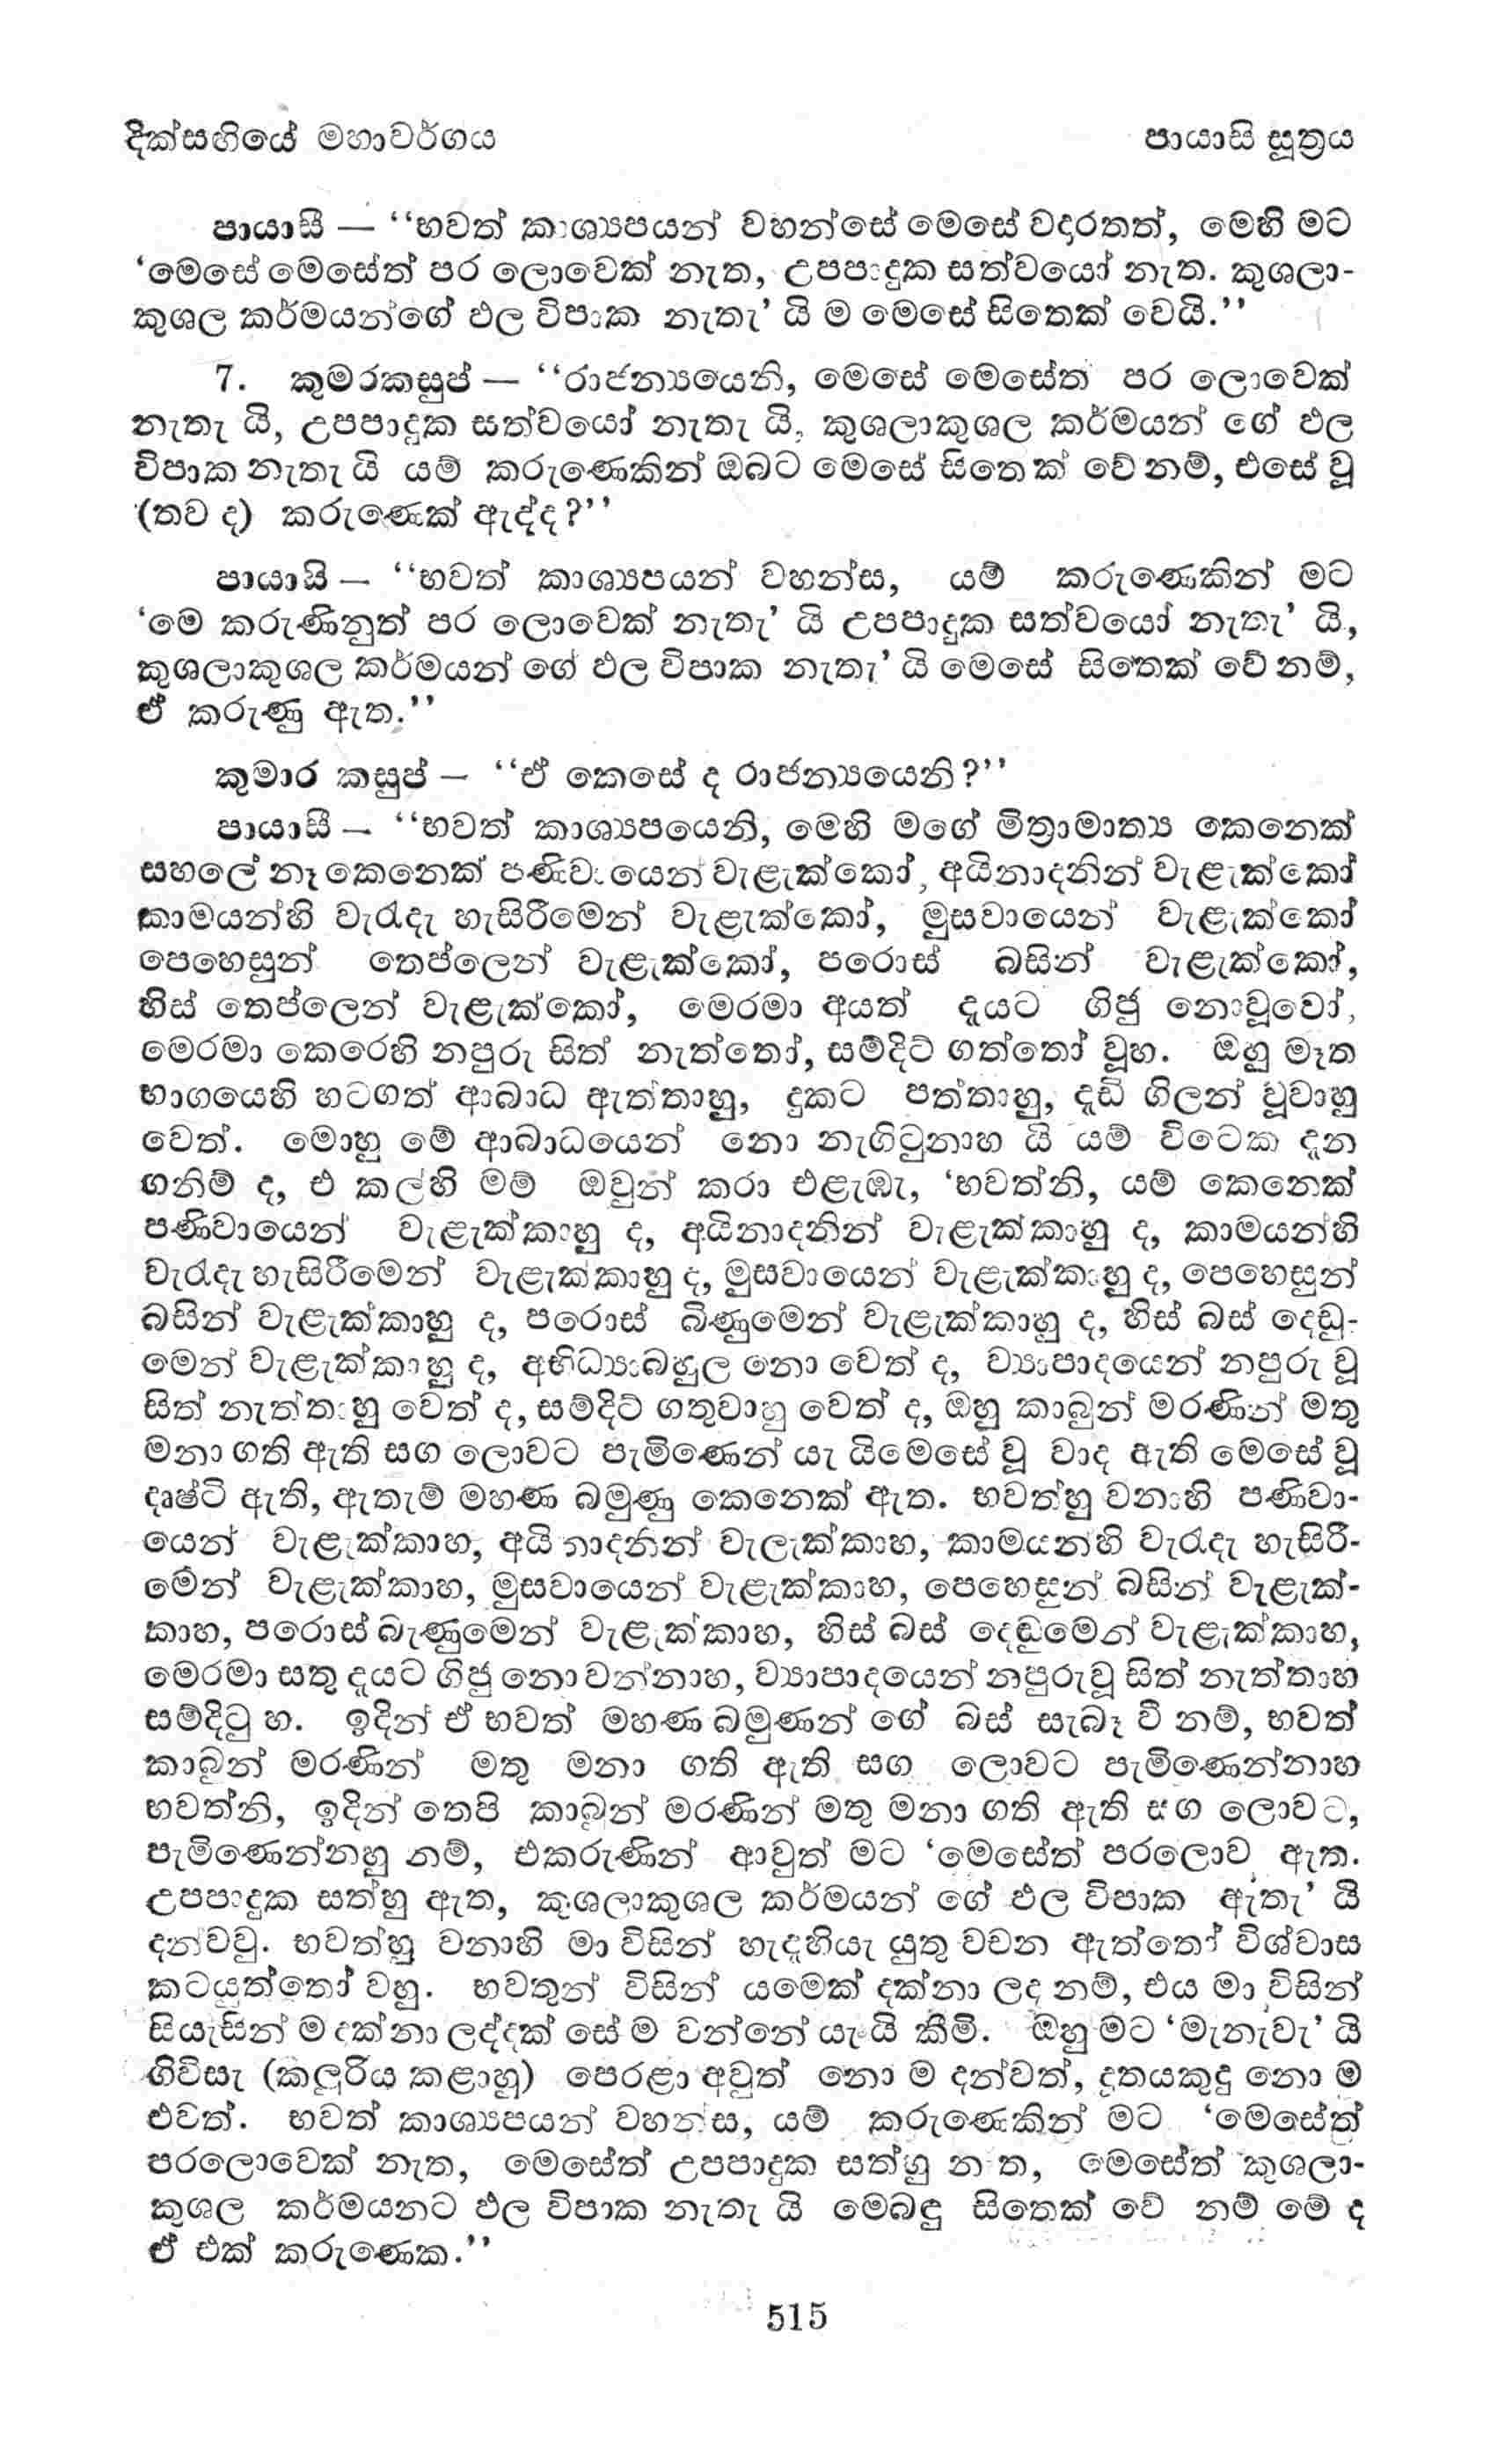 දික්සඟියේ මහාවර්ගය පායාසි සූත්‍රය
පායාසී — ‘‘භවත් කාශ්‍යපයන් වහන්සේ මෙසේ වදාරතත්, මෙහි මට
‘මෙසේ මෙසේත් පර ලොවෙක් නැත, උපපාදුක සත්වයෝ නැත. කුශලා-
කුශල කර්මයන්ගේ ඵල විපාක නැතැ’ යි ම මෙසේ සිතෙක් වෙයි.’’
7. කුමරකසුප් — ‘‘රාජන්‍යයෙනි, මෙසේ මෙසේත පර ලොවෙක්
නැතැ යි, උපපාදුක සත්වයෝ නැතැ යි, කුශලාකුශල කර්මයන් ගේ ඵල
විපාක නැතැ යි යම් කරුණෙකින් ඔබට මෙසේ සිතෙක් වේ නම්, එසේ වූ
(තව ද) කරුණෙක් ඇද්ද?’’
පායායි — ‘‘භවත් කාශ්‍යපයන් වහන්ස, යම් කරුණෙකින් මට
‘මෙ කරුණිනුත් පර ලොවෙක් නැතැ’ යි උපපාදුක සත්වයෝ නැතැ’ යි,
කුශලාකුශල කර්මයන් ගේ ඵල විපාක නැතැ’ යි මෙසේ සිතෙක් වේ නම්,
ඒ කරුණු ඇත.’’
කුමාර කසුප් — ‘‘ඒ කෙසේ ද රාජන්‍යයෙනි?’’
පායාසී — ‘‘භවත් කාශ්‍යපයෙනි, මෙහි මගේ මිත්‍රාමාත්‍ය කෙනෙක්
සහලේ නෑ කෙනෙක් පණිවායෙන් වැළැක්කෝ, අයිනාදනින් වැළැක්කෝ
කාමයන්හි වැරදැ හැසිරීමෙන් වැළැක්කෝ, මුසවායෙන් වැළැක්කෝ
පෙහෙසුන් තෙප්ලෙන් වැළැක්කෝ, පරොස් බසින් වැළැක්කෝ,
හිස් තෙප්ලෙන් වැළැක්කෝ, මෙරමා අයත් දෑයට ගිජු නොවූවෝ,
මෙරමා කෙරෙහි නපුරු සිත් නැත්තෝ, සම්දිට් ගත්තෝ වූහ. ඔහු මෑත
භාගයෙහි හටගත් ආබාධ ඇත්තාහු, දුකට පත්තාහු, දැඩි ගිලන් වූවාහු
වෙත්. මොහු මේ ආබාධයෙන් නො නැගිටුනාහ යි යම් විටෙක දැන
ගනිම් ද, එ කල්හි මම් ඔවුන් කරා එළැඹැ, ‘භවත්නි, යම් කෙනෙක්
පණිවායෙන් වැළැක්කාහු ද, අයිනාදනින් වැළැක්කාහු ද, කාමයන්හි
වැරදැ හැසිරීමෙන් වැළැක්කාහු ද, මුසවායෙන් වැළැක්කාහු ද, පෙහෙසුන්
බසින් වැළැක්කාහු ද, පරොස් බිණුමෙන් වැළැක්කාහු ද, හිස් බස් දෙඩු-
මෙන් වැළැක්කාහු ද, අභිධ්‍යාබහුල නො වෙත් ද, ව්‍යාපාදයෙන් නපුරු වූ
සිත් නැත්තාහු වෙත් ද, සම්දිට් ගතුවාහු වෙත් ද, ඔහු කාබුන් මරණින් මතු
මනා ගති ඇති සග ලොවට පැමිණෙන් යැ යිමෙසේ වූ වාද ඇති මෙසේ වූ
දෘෂ්ටි ඇති, ඇතැම් මහණ බමුණු කෙනෙක් ඇත. භවත්හු වනාහි පණිවා-
යෙන් වැළැක්කාහ, අයිනාදනින් වැලැක්කාහ, කාමයනහි වැරදැ හැසිරී-
මෙන් වැළැක්කාහ, මුසවායෙන් වැළැක්කාහ, පෙහෙසුන් බසින් වැළැක්-
කාහ, පරොස් බැණුමෙන් වැළැක්කාහ, හිස් බස් දෙඬුමෙන් වැළැක්කාහ,
මෙරමා සතු දෑයට ගිජු නො වන්නාහ, ව්‍යාපාදයෙන් නපුරුවූ සිත් නැත්තාහ
සම්දිටු හ. ඉදින් ඒ භවත් මහණ බමුණන් ගේ බස් සැබෑ වී නම්, භවත්
කාබුන් මරණින් මතු මනා ගති ඇති සග ලොවට පැමිණෙන්නාහ
භවත්නි, ඉදින් තෙපි කාබුන් මරණින් මතු මනා ගති ඇති සග ලොවට,
පැමිණෙන්නහු නම්, එකරුණින් ආවුත් මට ‘මෙසේත් පරලොව ඇත.
උපපාදුක සත්හු ඇත, කුශලාකුශල කර්මයන් ගේ ඵල විපාක ඇතැ’ යි
දන්වවු. භවත්හු වනාහි මා විසින් හැදැහියැ යුතු වචන ඇත්තෝ විශ්වාස
කටයුත්තෝ වහු. භවතුන් විසින් යමෙක් දක්නා ලද නම්, එය මා විසින්
සියැසින් ම දක්නා ලද්දක් සේ ම වන්නේ යැ යි කීමි. ඔහු මට ‘මැනැවැ’ යි
ගිවිසැ (කලුරිය කළාහු) පෙරළා අවුත් නො ම දන්වත්, දූතයකුදු නො ම
එවත්. භවත් කාශ්‍යපයන් වහන්ස, යම් කරුණෙකින් මට ‘මෙසේත්
පරලොවෙක් නැත, මෙසේත් උපපාදුක සත්හු නැත, මෙසේත් කුශලා-
කුශල කර්මයනට ඵල විපාක නැතැ යි මෙබඳු සිතෙක් වේ නම් මේ ද
ඒ එක් කරුණෙක.’’
515